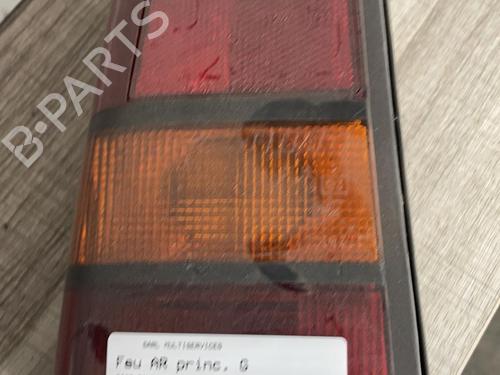 B-PARTS
SARL MULTISERVICES
Feu AR princ. G